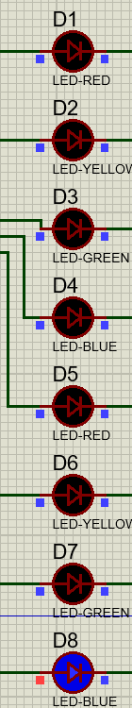 D1
LED-RED
D2
LED-YELLOW
D3
LED-GREEN
D4
LED-BLUE
D5
LED-RED
D6
LED-YELLOW
D7
LED-GREEN
D8
LED-BLUE